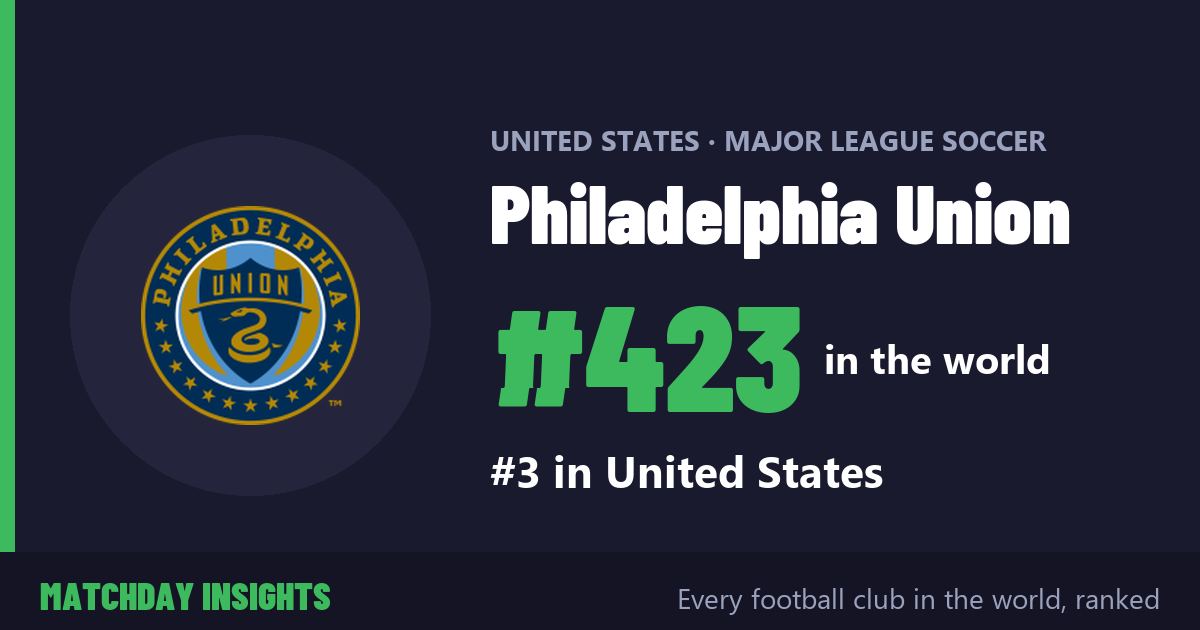 UNITED STATES · MAJOR LEAGUE SOCCER
Philadelphia Union
PHILADELPHIA
UNION
TM
#423 in the world
#3 in United States
MATCHDAY INSIGHTS
Every football club in the world, ranked